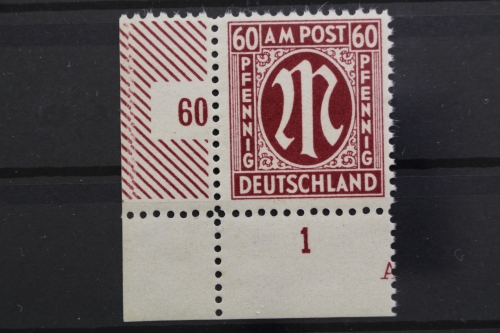 60 AM POST 60
PFENNIG
M
PFENNIG
DEUTSCHLAND
60
1
A